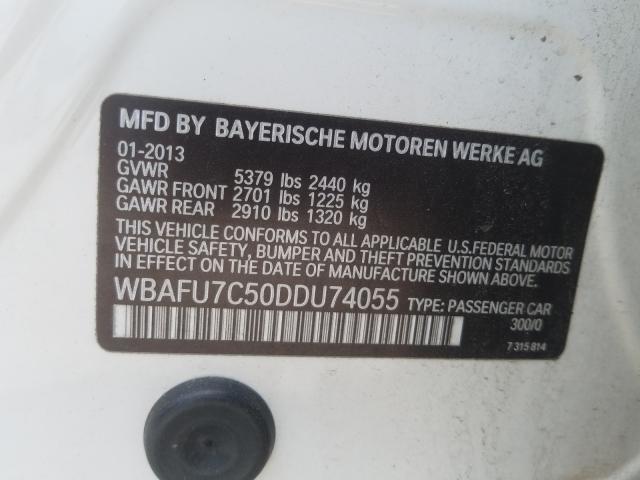 MFD BY BAYERISCHE MOTOREN WERKE AG
01-2013
GVWR 5379 lbs 2440 kg
GAWR FRONT 2701 lbs 1225 kg
GAWR REAR 2910 lbs 1320 kg
THIS VEHICLE CONFORMS TO ALL APPLICABLE U.S.FEDERAL MOTOR
VEHICLE SAFETY, BUMPER AND THEFT PREVENTION
STANDARDS IN EFFECT ON THE DATE OF MANUFACTURE SHOWN ABOVE.
WBAFU7C50DDU74055 TYPE: PASSENGER CAR
300/0
7 315 814